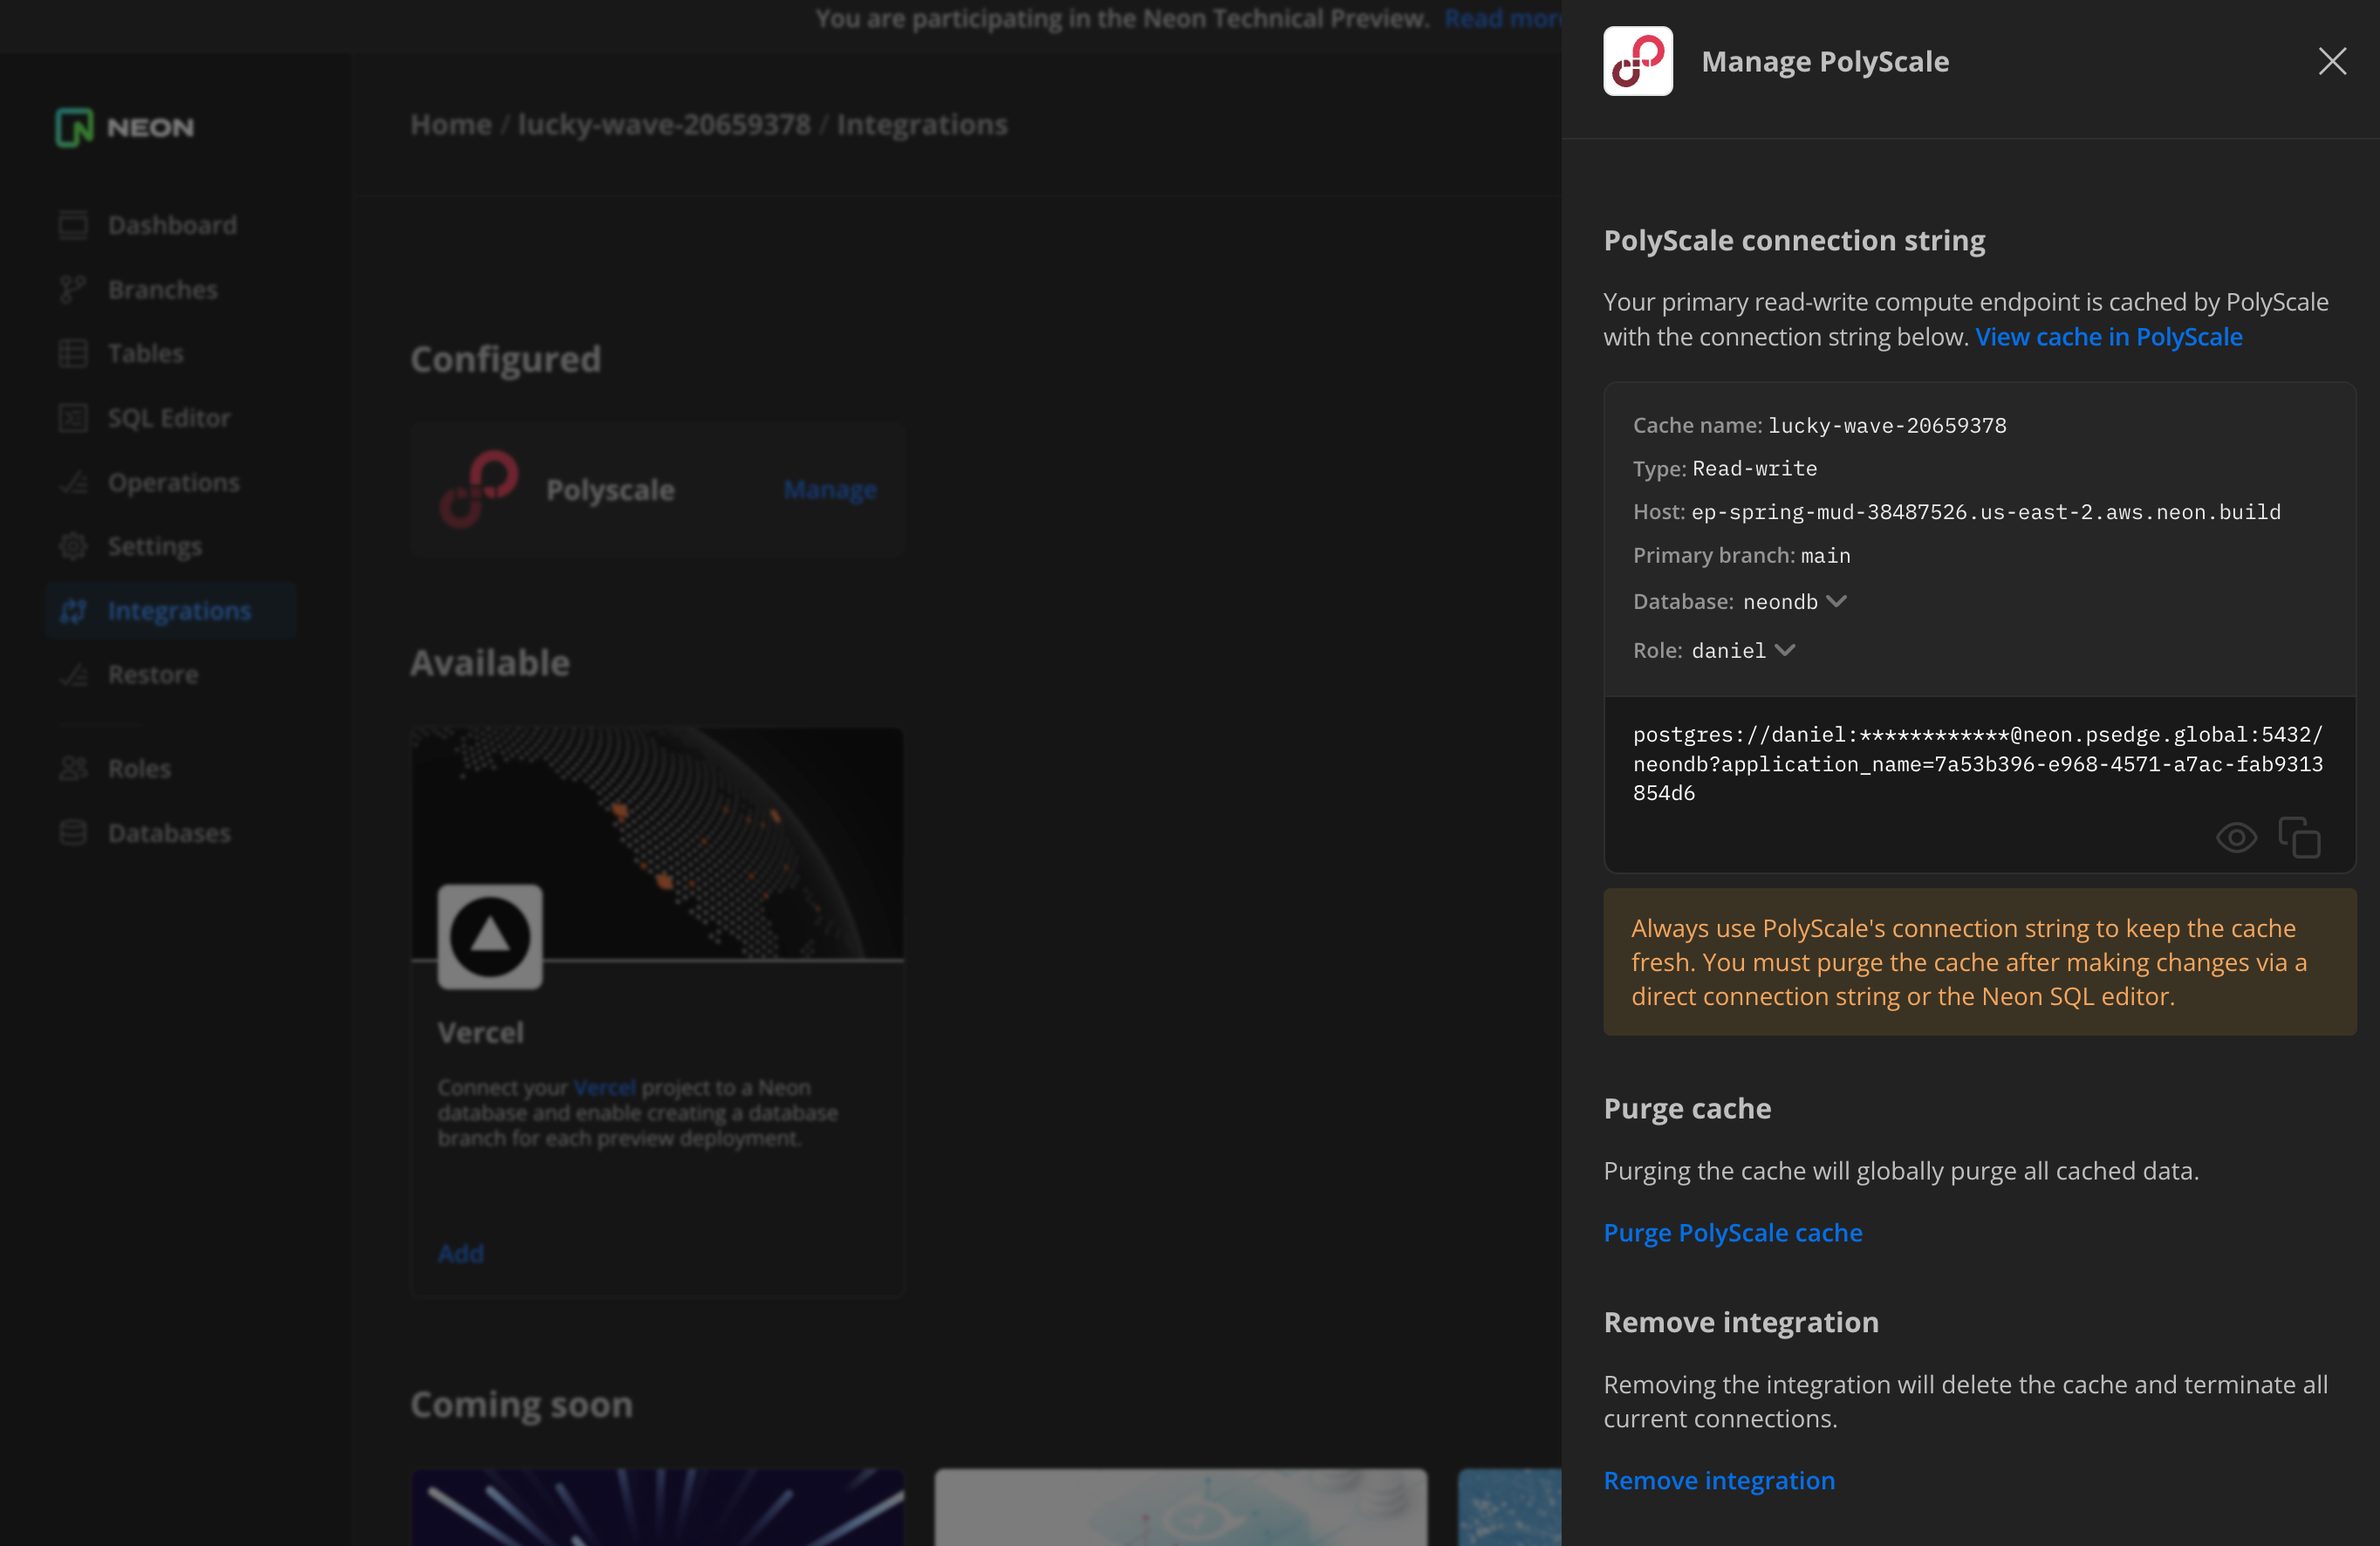 You are participating in the Neon Technical Preview. Read more
NEON
Home / lucky-wave-20659378 / Integrations
Dashboard
Branches
Tables
SQL Editor
Operations
Settings
Integrations
Restore
Roles
Databases
Configured
Polyscale
Manage
Available
Vercel
Connect your Vercel project to a Neon
database and enable creating a database
branch for each preview deployment.
Add
Coming soon
Manage PolyScale
PolyScale connection string
Your primary read-write compute endpoint is cached by PolyScale
with the connection string below. View cache in PolyScale
Cache name: lucky-wave-20659378
Type: Read-write
Host: ep-spring-mud-38487526.us-east-2.aws.neon.build
Primary branch: main
Database: neondb
Role: daniel
postgres://daniel:************@neon.psedge.global:5432/
neondb?application_name=7a53b396-e968-4571-a7ac-fab9313
854d6
Always use PolyScale's connection string to keep the cache
fresh. You must purge the cache after making changes via a
direct connection string or the Neon SQL editor.
Purge cache
Purging the cache will globally purge all cached data.
Purge PolyScale cache
Remove integration
Removing the integration will delete the cache and terminate all
current connections.
Remove integration